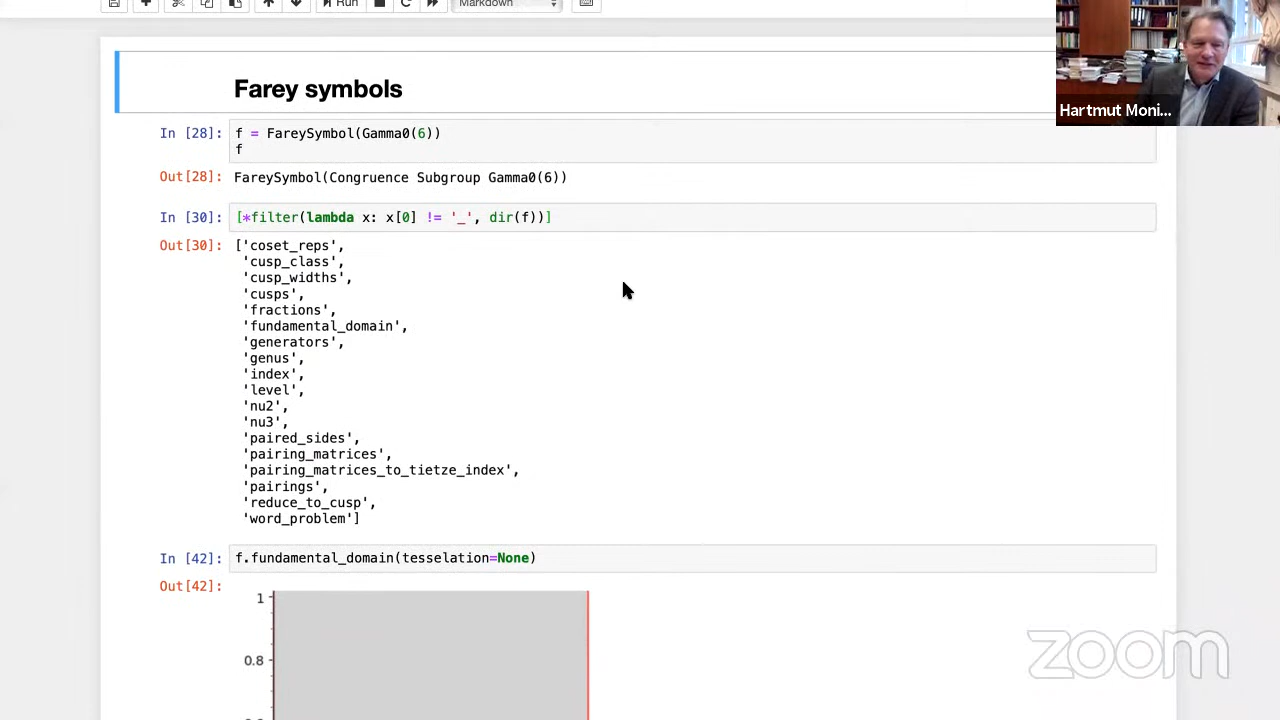 Run
Markdown
Hartmut Moni...
Farey symbols
In [28]: f = FareySymbol(Gamma0(6))
f
Out[28]: FareySymbol(Congruence Subgroup Gamma0(6))
In [30]: [*filter(lambda x: x[0] != '_', dir(f))]
Out[30]: ['coset_reps',
'cusp_class',
'cusp_widths',
'cusps',
'fractions',
'fundamental_domain',
'generators',
'genus',
'index',
'level',
'nu2',
'nu3',
'paired_sides',
'pairing_matrices',
'pairing_matrices_to_tietze_index',
'pairings',
'reduce_to_cusp',
'word_problem']
In [42]: f.fundamental_domain(tesselation=None)
Out[42]:
1
0.8
zoom